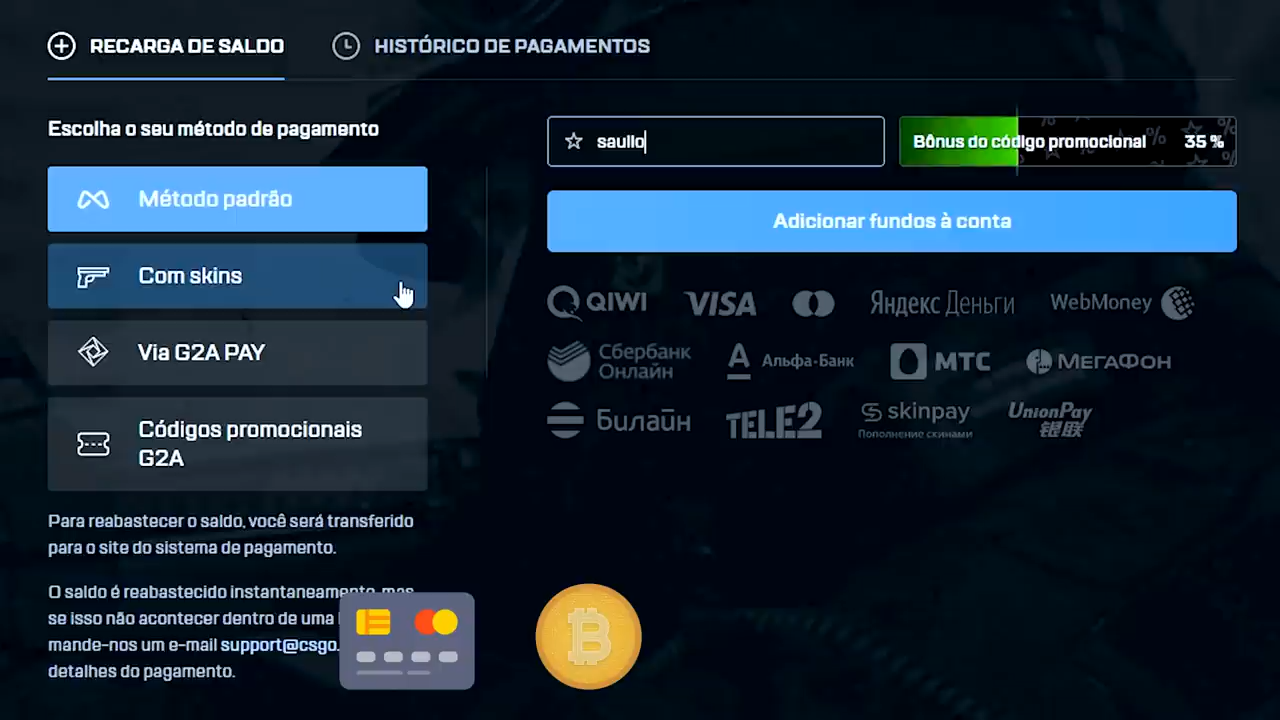 RECARGA DE SALDO
HISTÓRICO DE PAGAMENTOS
Escolha o seu método de pagamento
Método padrão
Com skins
Via G2A PAY
Códigos promocionais
G2A
Para reabastecer o saldo, você será transferido
para o site do sistema de pagamento.
O saldo é reabastecido instantaneamente, mas
se isso não acontecer dentro de uma
mande-nos um e-mail support@csgo.
detalhes do pagamento.
saullo
Bônus do código promocional 35 %
Adicionar fundos à conta
QIWI VISA Яндекс Деньги WebMoney
Сбербанк
Онлайн
Альфа-Банк МТС МЕГАФОН
Билайн TELE2 skinpay
Пополнение скинами
UnionPay
银联